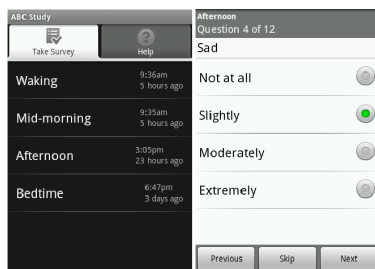 ABC Study
Take Survey
Help
Waking
9:36am
5 hours ago
Mid-morning
9:35am
5 hours ago
Afternoon
3:05pm
23 hours ago
Bedtime
6:47pm
3 days ago
Afternoon
Question 4 of 12
Sad
Not at all
Slightly
Moderately
Extremely
Previous
Skip
Next